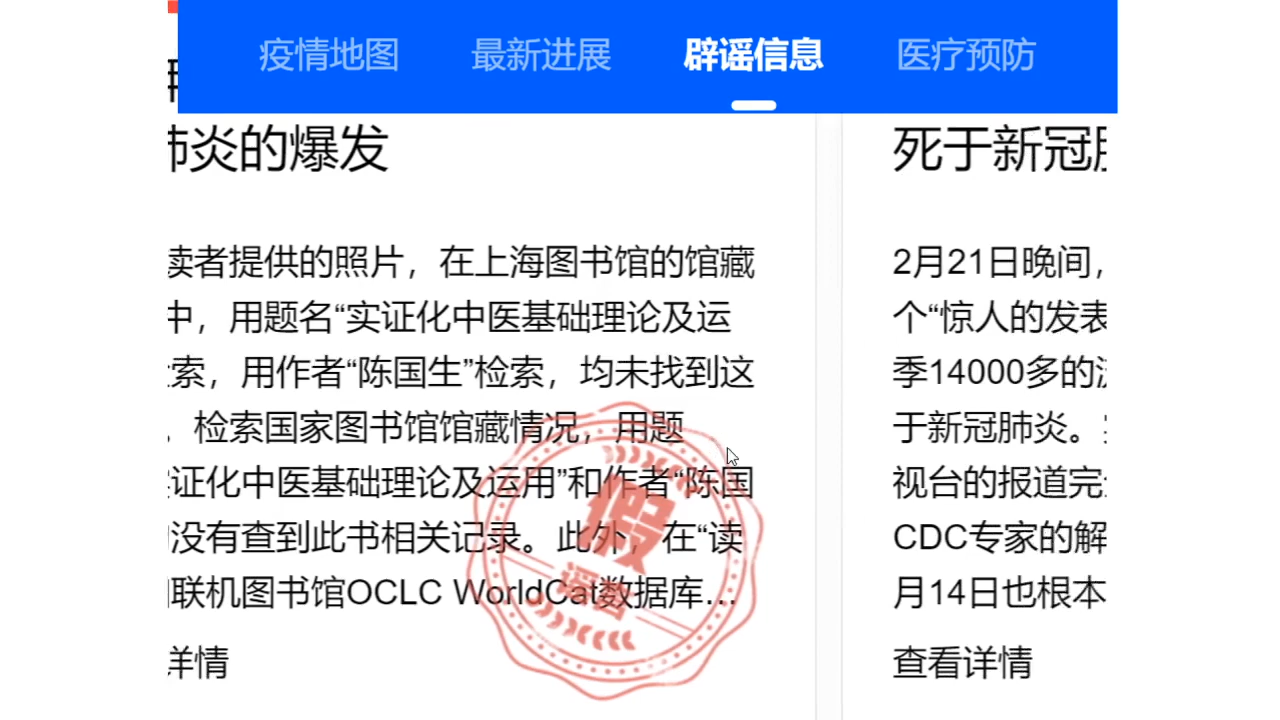 疫情地图 最新进展 辟谣信息 医疗预防
肺炎的爆发
读者提供的照片，在上海图书馆的馆藏
中，用题名“实证化中医基础理论及运
索，用作者“陈国生”检索，均未找到这
。检索国家图书馆馆藏情况，用题
证化中医基础理论及运用”和作者“陈国
没有查到此书相关记录。此外，在“读
联机图书馆OCLC WorldCat数据库...
详情
假
谣言
死于新冠肺
2月21日晚间，
个“惊人的发表
季14000多的流
于新冠肺炎。
视台的报道完全
CDC专家的解
月14日也根本
查看详情